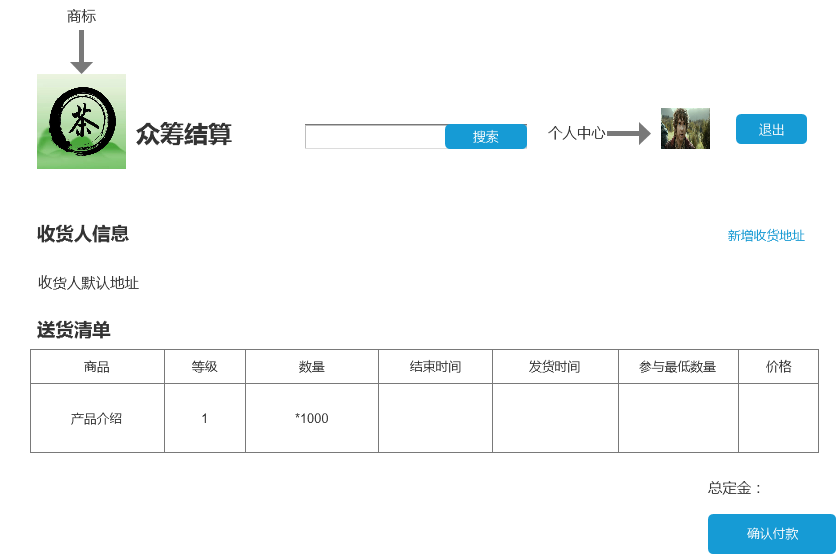 商标
茶
众筹结算
搜索
个人中心
退出
收货人信息
新增收货地址
收货人默认地址
送货清单
商品 等级 数量 结束时间 发货时间 参与最低数量 价格
产品介绍 1 *1000
总定金：
确认付款